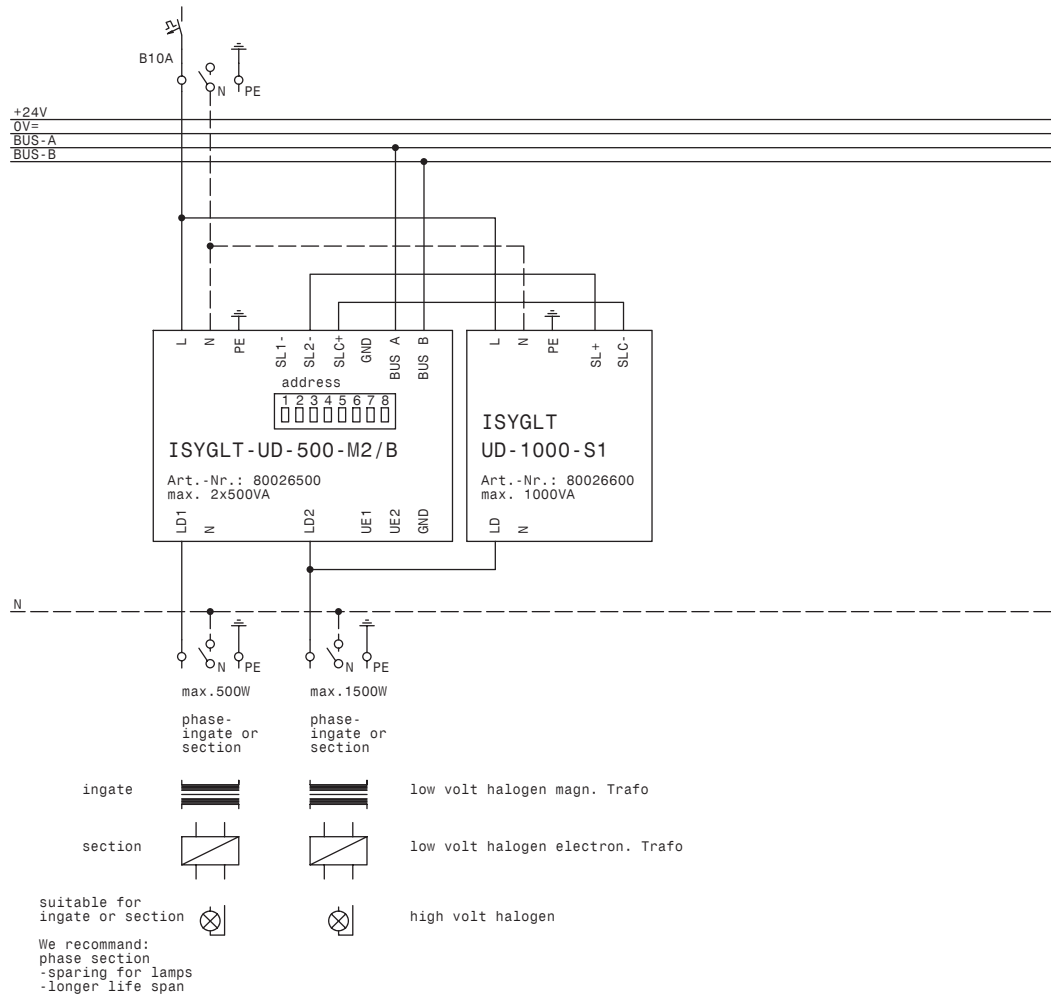 B10A
N
PE
+24V
0V=
BUS-A
BUS-B
L
N
PE
SL1-
SL2-
SLC+
GND
BUS A
BUS B
address
1 2 3 4 5 6 7 8
ISYGLT-UD-500-M2/B
Art.-Nr.: 80026500
max. 2x500VA
LD1
N
LD2
UE1
UE2
GND
L
N
PE
SL+
SLC-
ISYGLT
UD-1000-S1
Art.-Nr.: 80026600
max. 1000VA
LD
N
N
N
PE
N
PE
max.500W
phase-
ingate or
section
max.1500W
phase-
ingate or
section
ingate
low volt halogen magn. Trafo
section
low volt halogen electron. Trafo
suitable for
ingate or section
high volt halogen
We recommand:
phase section
-sparing for lamps
-longer life span